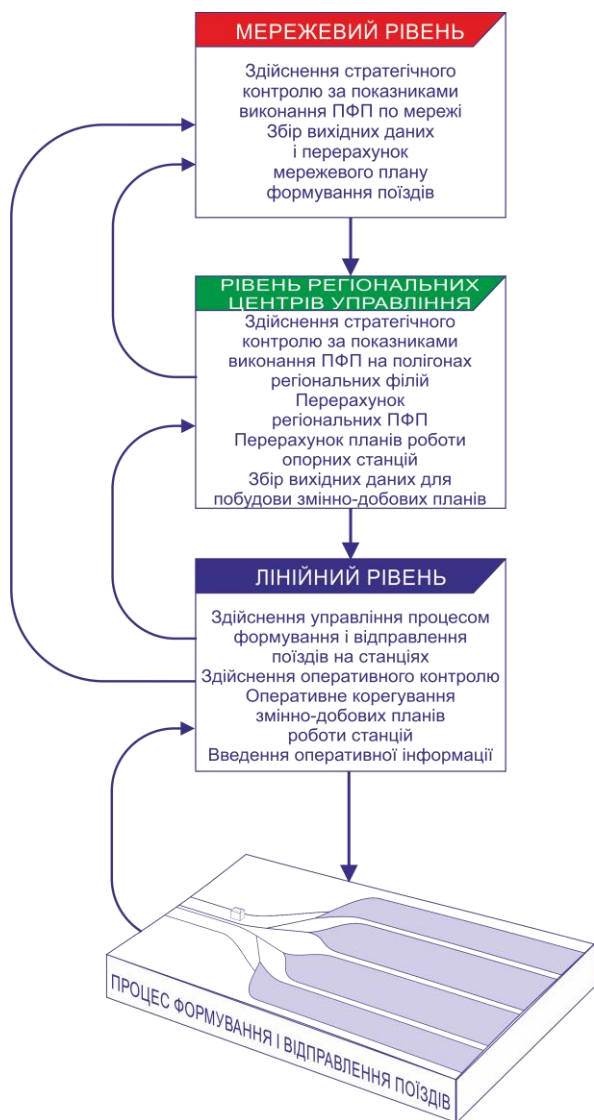 МЕРЕЖЕВИЙ РІВЕНЬ
Здійснення стратегічного
контролю за показниками
виконання ПФП по мережі
Збір вихідних даних
і перерахунок
мережевого плану
формування поїздів
РІВЕНЬ РЕГІОНАЛЬНИХ
ЦЕНТРІВ УПРАВЛІННЯ
Здійснення стратегічного
контролю за показниками
виконання ПФП на полігонах
регіональних філій
Перерахунок
регіональних ПФП
Перерахунок планів роботи
опорних станцій
Збір вихідних даних для
побудови змінно-добових планів
ЛІНІЙНИЙ РІВЕНЬ
Здійснення управління процесом
формування і відправлення
поїздів на станціях
Здійснення оперативного контролю
Оперативне корегування
змінно-добових планів
роботи станцій
Введення оперативної інформації
ПРОЦЕС ФОРМУВАННЯ І ВІДПРАВЛЕННЯ ПОЇЗДІВ